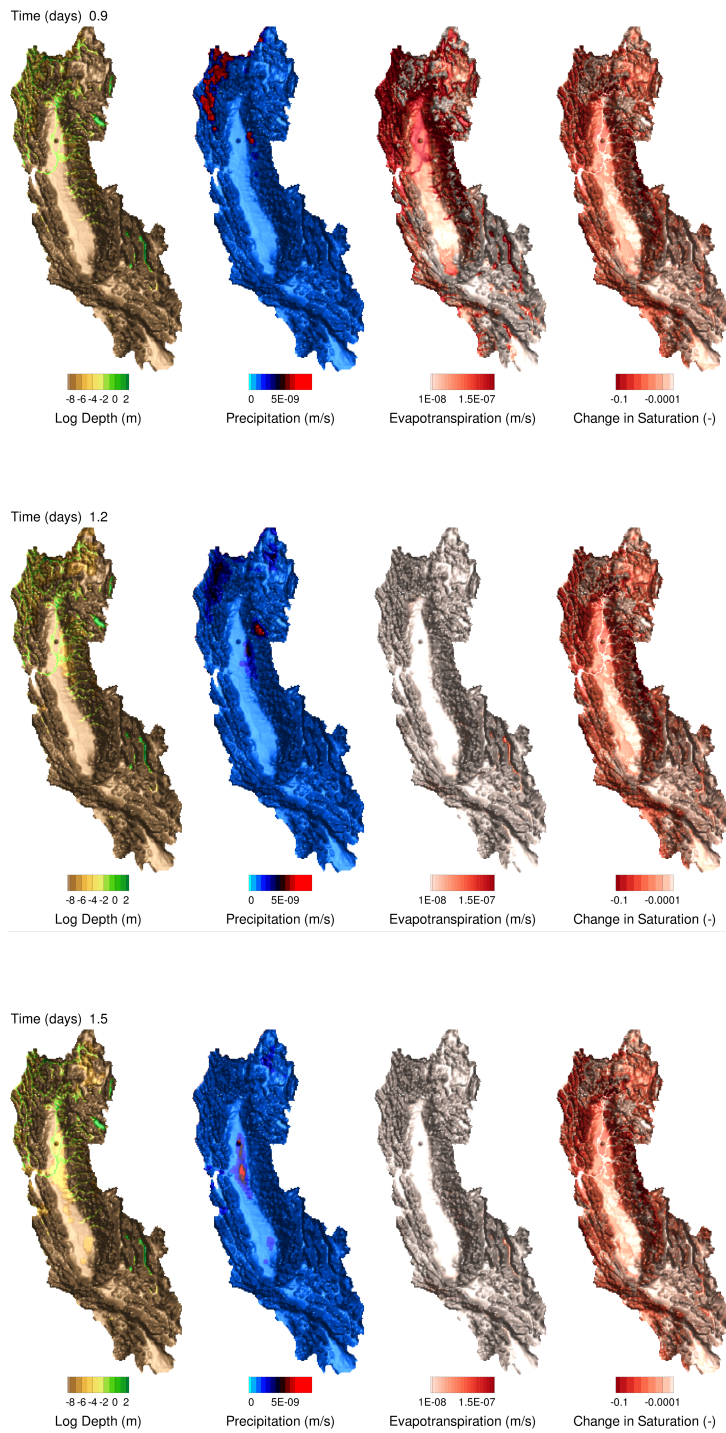 Time (days) 0.9
-8 -6 -4 -2 0 2
0 5E-09
1E-08 1.5E-07
-0.1 -0.0001
Log Depth (m)
Precipitation (m/s)
Evapotranspiration (m/s)
Change in Saturation (-)
Time (days) 1.2
-8 -6 -4 -2 0 2
0 5E-09
1E-08 1.5E-07
-0.1 -0.0001
Log Depth (m)
Precipitation (m/s)
Evapotranspiration (m/s)
Change in Saturation (-)
Time (days) 1.5
-8 -6 -4 -2 0 2
0 5E-09
1E-08 1.5E-07
-0.1 -0.0001
Log Depth (m)
Precipitation (m/s)
Evapotranspiration (m/s)
Change in Saturation (-)